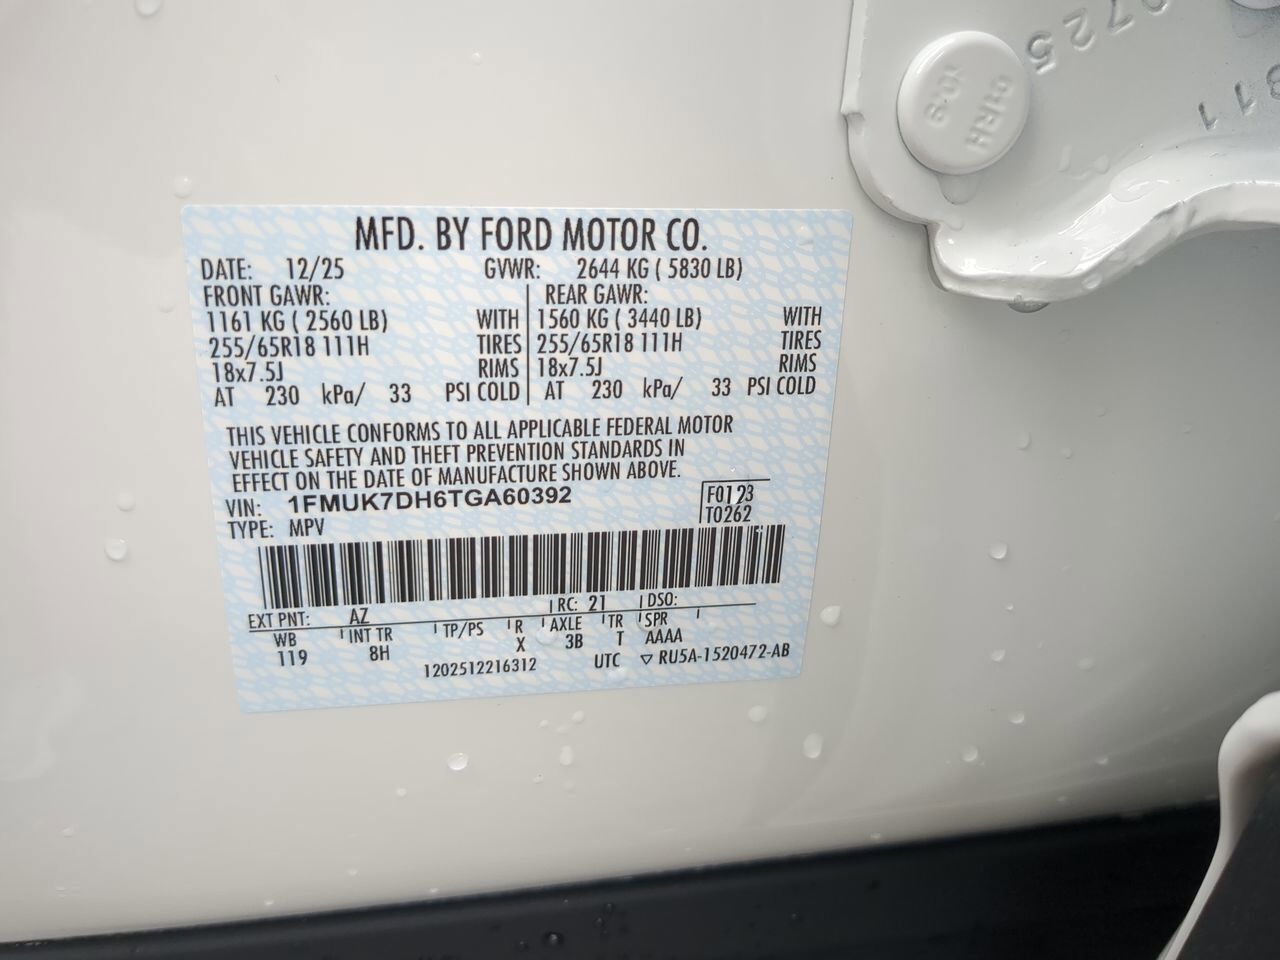 0725
811
01RH
10.9
MFD. BY FORD MOTOR CO.
DATE: 12/25 GVWR: 2644 KG ( 5830 LB)
FRONT GAWR: REAR GAWR:
1161 KG ( 2560 LB) WITH 1560 KG ( 3440 LB) WITH
255/65R18 111H TIRES 255/65R18 111H TIRES
18x7.5J RIMS 18x7.5J RIMS
AT 230 kPa/ 33 PSI COLD AT 230 kPa/ 33 PSI COLD
THIS VEHICLE CONFORMS TO ALL APPLICABLE FEDERAL MOTOR
VEHICLE SAFETY AND THEFT PREVENTION STANDARDS IN
EFFECT ON THE DATE OF MANUFACTURE SHOWN ABOVE.
VIN: 1FMUK7DH6TGA60392
F0123
TYPE: MPV
T0262
EXT PNT: AZ RC: 21 DSO:
WB INT TR TP/PS R AXLE TR SPR
119 8H X 3B T AAAA
1202512216312 UTC ▽ RU5A-1520472-AB